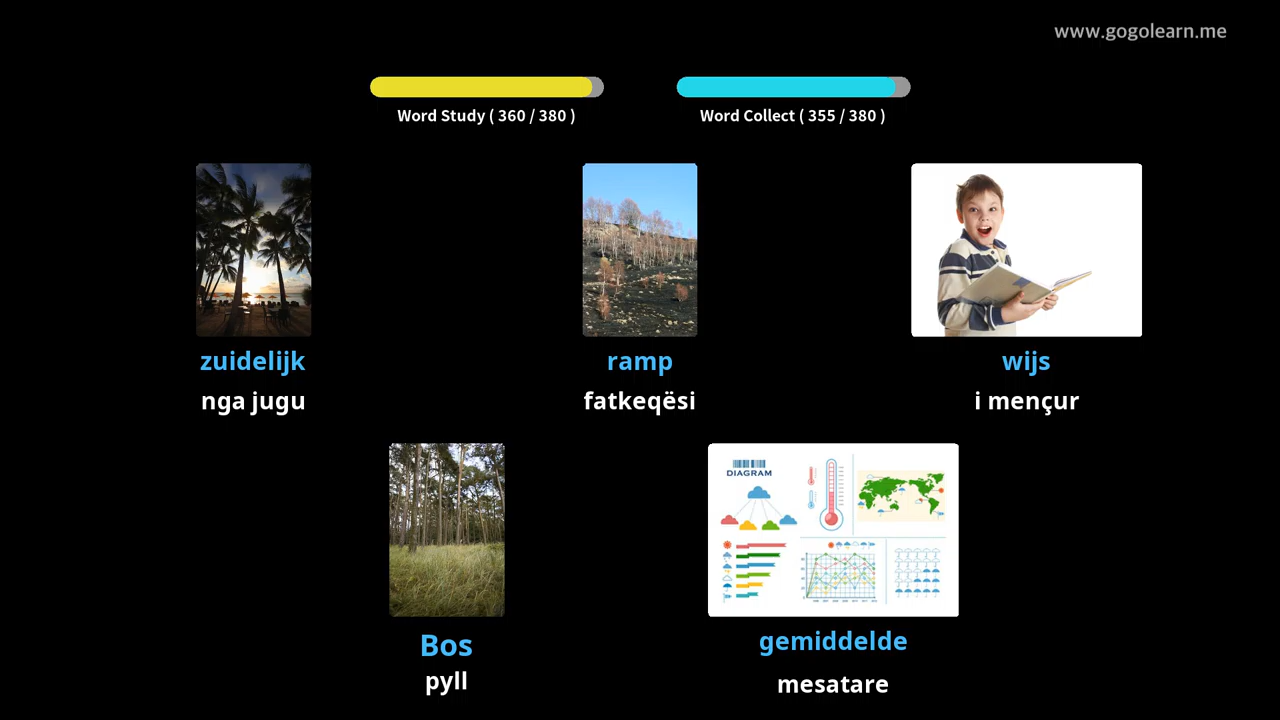 www.gogolearn.me
Word Study ( 360 / 380 )
Word Collect ( 355 / 380 )
zuidelijk
nga jugu
ramp
fatkeqësi
wijs
i mençur
DIAGRAM
Bos
pyll
gemiddelde
mesatare